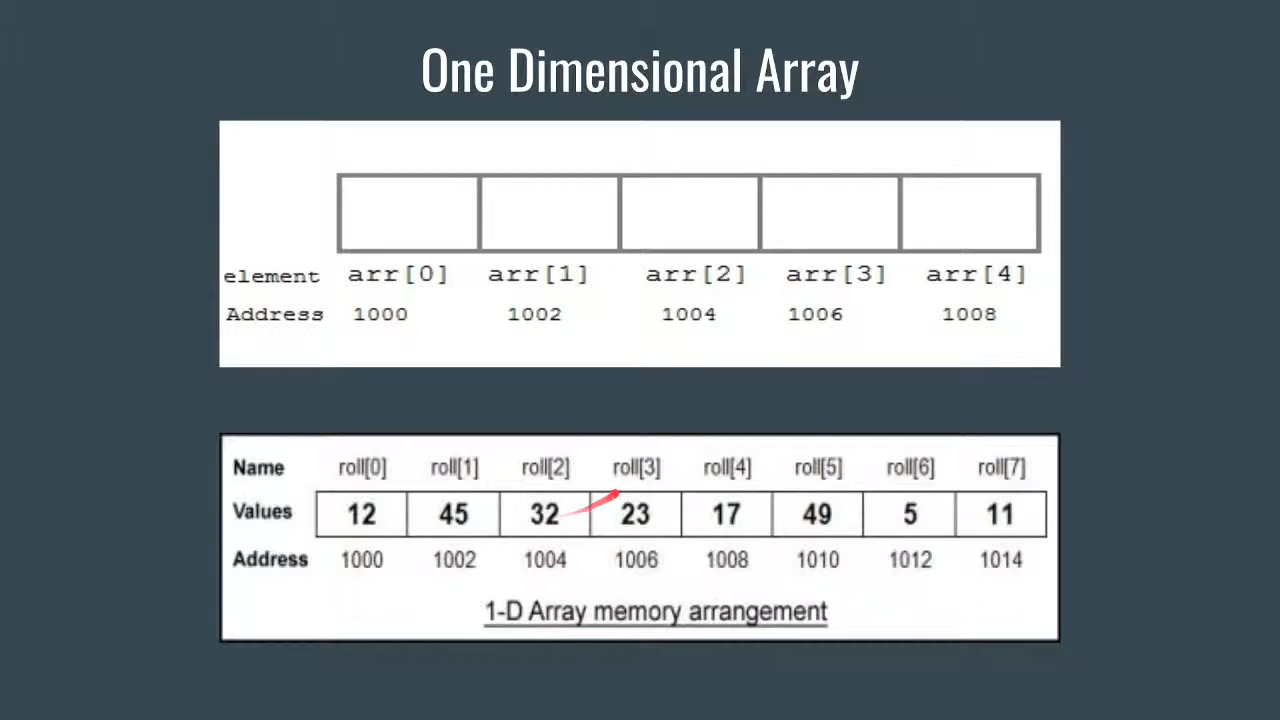 One Dimensional Array
element arr[0] arr[1] arr[2] arr[3] arr[4]
Address 1000 1002 1004 1006 1008
Name roll[0] roll[1] roll[2] roll[3] roll[4] roll[5] roll[6] roll[7]
Values 12 45 32 23 17 49 5 11
Address 1000 1002 1004 1006 1008 1010 1012 1014
1-D Array memory arrangement